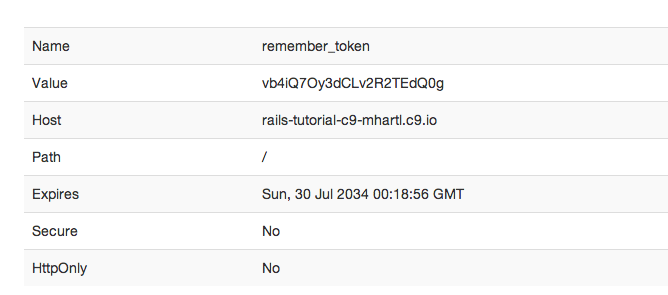 Name remember_token
Value vb4iQ7Oy3dCLv2R2TEdQ0g
Host rails-tutorial-c9-mhartl.c9.io
Path /
Expires Sun, 30 Jul 2034 00:18:56 GMT
Secure No
HttpOnly No